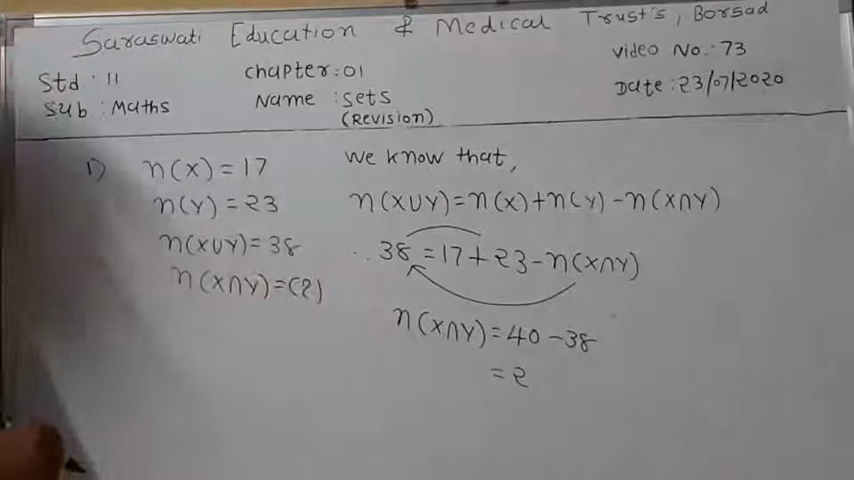 Saraswati Education & Medical Trust's, Borsad
Std : 11
Chapter:01
Video No.: 73
Sub : Maths
Name : Sets
Date : 23/07/2020
(Revision)
1) n(X) = 17
n(Y) = 23
n(X∪Y) = 38
n(X∩Y) = (?)
We know that,
n(X∪Y) = n(X) + n(Y) - n(X∩Y)
∴ 38 = 17 + 23 - n(X∩Y)
n(X∩Y) = 40 - 38
= 2